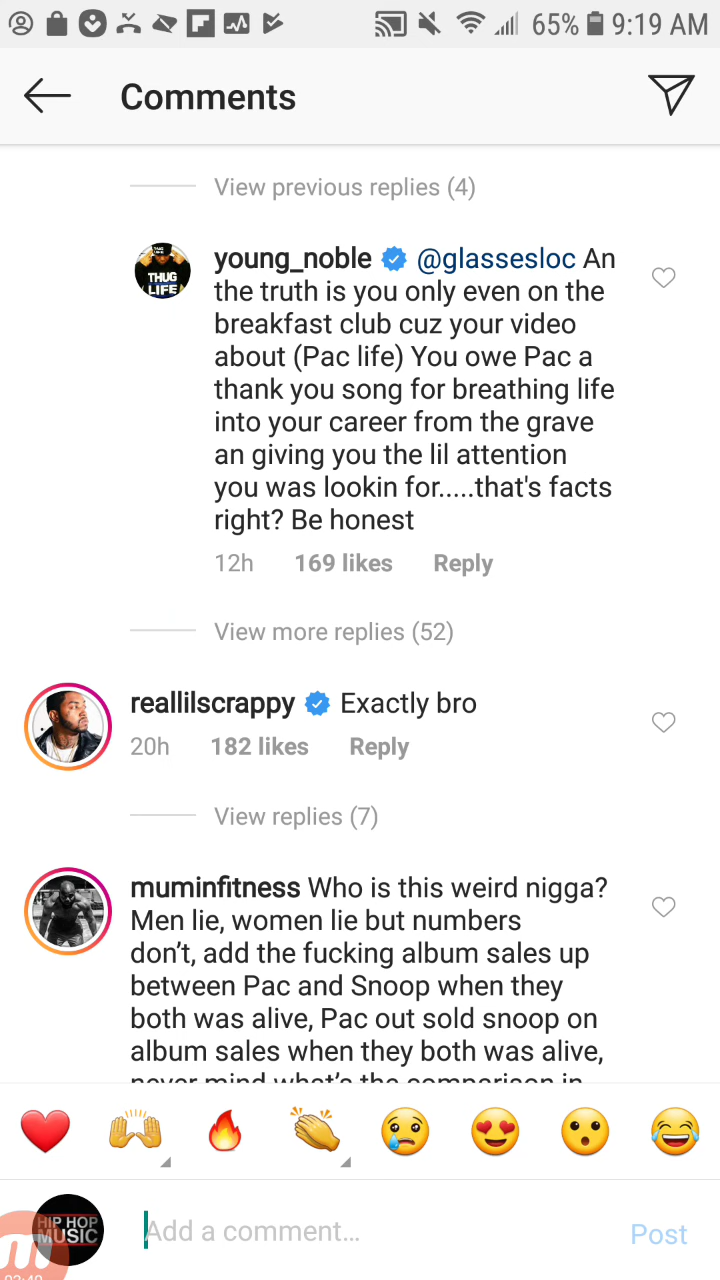 65% 9:19 AM
Comments
View previous replies (4)
young_noble @glassesloc An
the truth is you only even on the
breakfast club cuz your video
about (Pac life) You owe Pac a
thank you song for breathing life
into your career from the grave
an giving you the lil attention
you was lookin for.....that's facts
right? Be honest
12h 169 likes Reply
View more replies (52)
reallilscrappy Exactly bro
20h 182 likes Reply
View replies (7)
muminfitness Who is this weird nigga?
Men lie, women lie but numbers
don’t, add the fucking album sales up
between Pac and Snoop when they
both was alive, Pac out sold snoop on
album sales when they both was alive,
never mind what's the comparison in
Add a comment...
Post
THUG
LIFE
HIP HOP
MUSIC